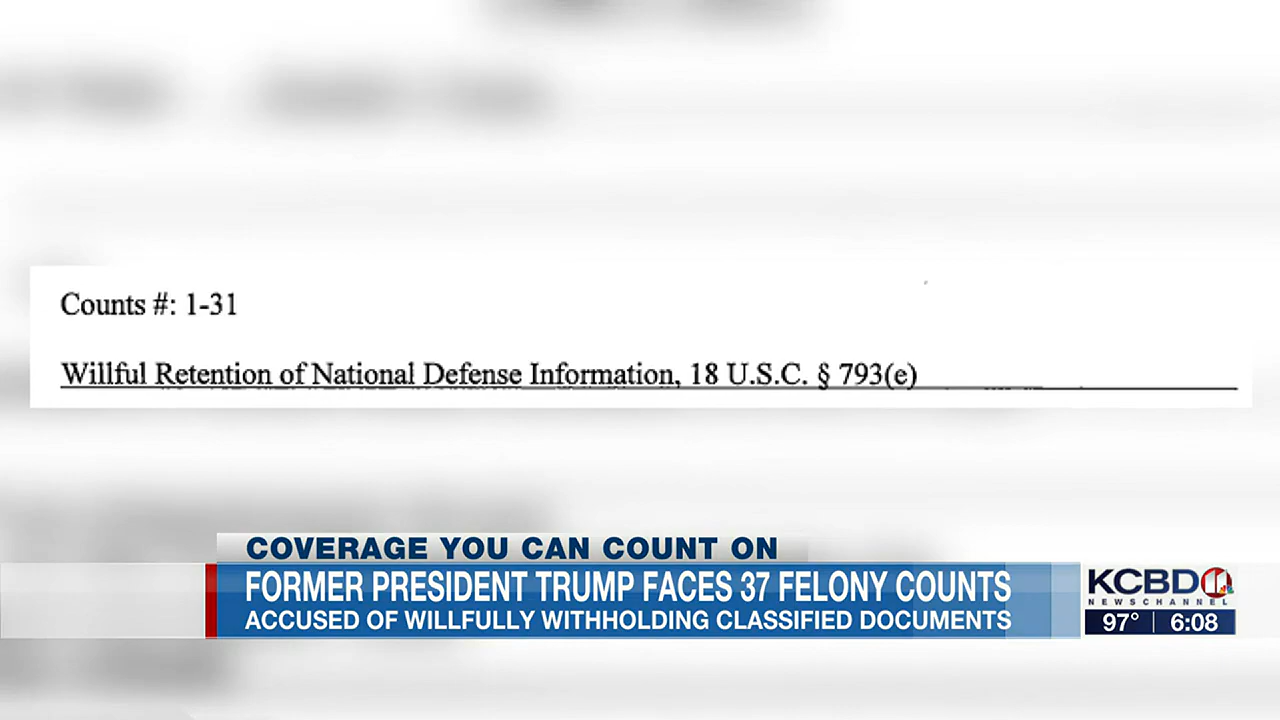 Counts #: 1-31
Willful Retention of National Defense Information, 18 U.S.C. § 793(e)
COVERAGE YOU CAN COUNT ON
FORMER PRESIDENT TRUMP FACES 37 FELONY COUNTS
ACCUSED OF WILLFULLY WITHHOLDING CLASSIFIED DOCUMENTS
KCBD 11
NEWSCHANNEL
97° | 6:08